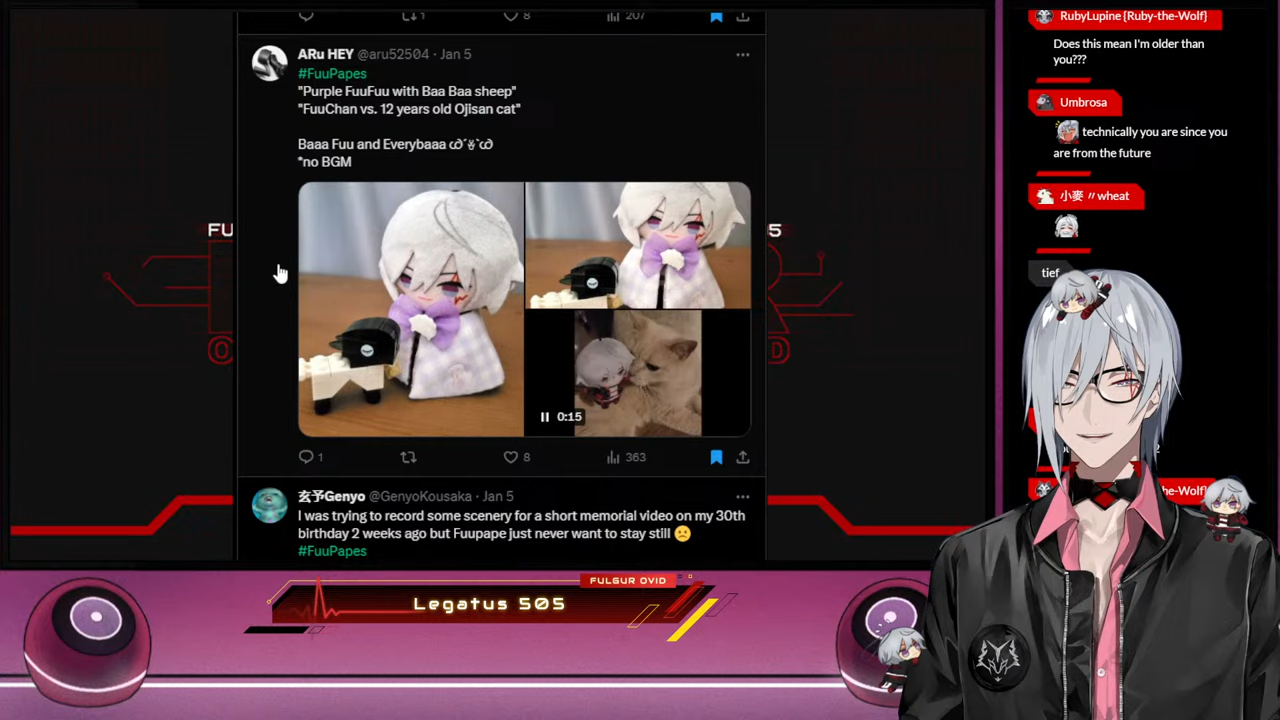 1
8
207
ARu HEY @aru52504 · Jan 5
#FuuPapes
"Purple FuuFuu with Baa Baa sheep"
"FuuChan vs. 12 years old Ojisan cat"
Baaa Fuu and Everybaaa
*no BGM
0:15
1
8
363
玄予Genyo @GenyoKousaka · Jan 5
I was trying to record some scenery for a short memorial video on my 30th
birthday 2 weeks ago but Fuupape just never want to stay still
#FuuPapes
FULGUR OVID
Legatus 505
RubyLupine {Ruby-the-Wolf}
Does this mean I'm older than
you???
Umbrosa
technically you are since you
are from the future
小麥〃wheat
tief
he-Wolf}